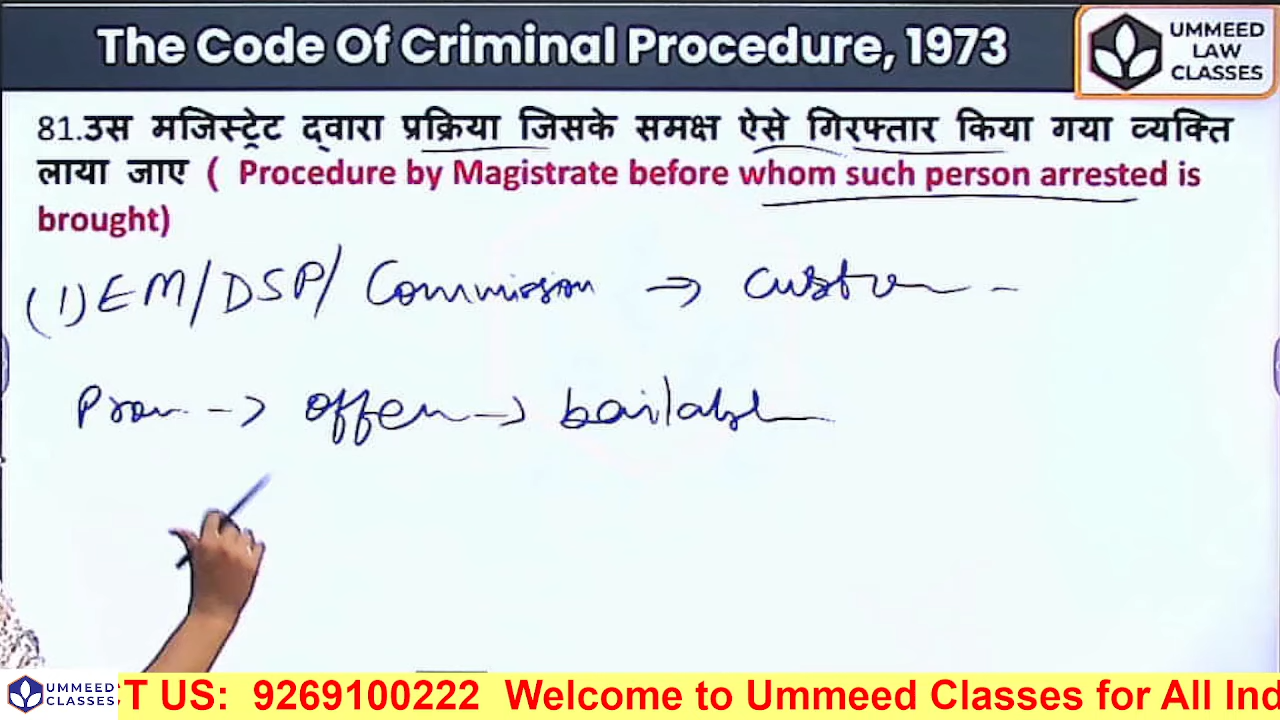 The Code Of Criminal Procedure, 1973
UMMEED
LAW
CLASSES
81.उस मजिस्ट्रेट द्वारा प्रक्रिया जिसके समक्ष ऐसे गिरफ्तार किया गया व्यक्ति
लाया जाए ( Procedure by Magistrate before whom such person arrested is
brought)
(1) EM/DSP/ Commission →
→ offen → bailabl
UMMEED
CLASSES
CT US: 9269100222 Welcome to Ummeed Classes for All Ind